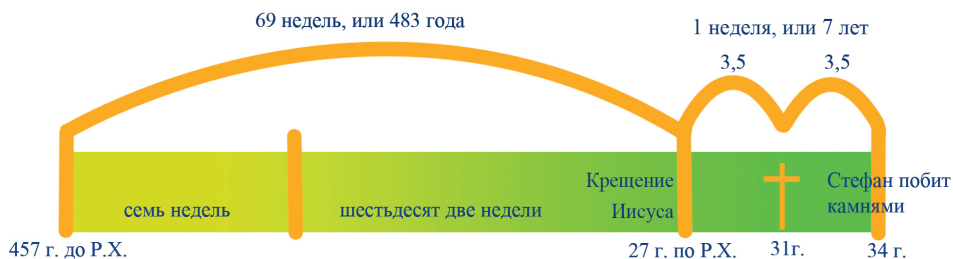 69 недель, или 483 года
1 неделя, или 7 лет
3,5 3,5
Крещение
Иисуса
Стефан побит
камнями
семь недель
шестьдесят две недели
457 г. до Р.Х.
27 г. по Р.Х.
31г.
34 г.